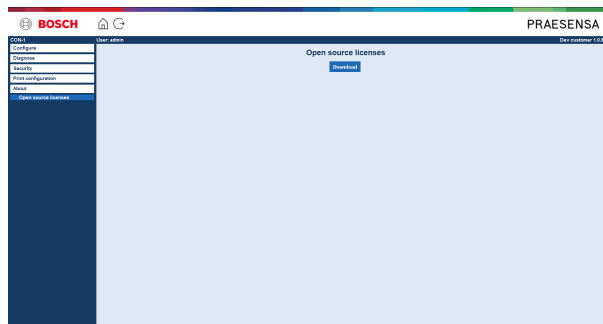 BOSCH
PRAESENSA
CON-1
User: admin
Dev customer 1.0.
Configure
Diagnose
Security
Print configuration
About
Open source licenses
Open source licenses
Download